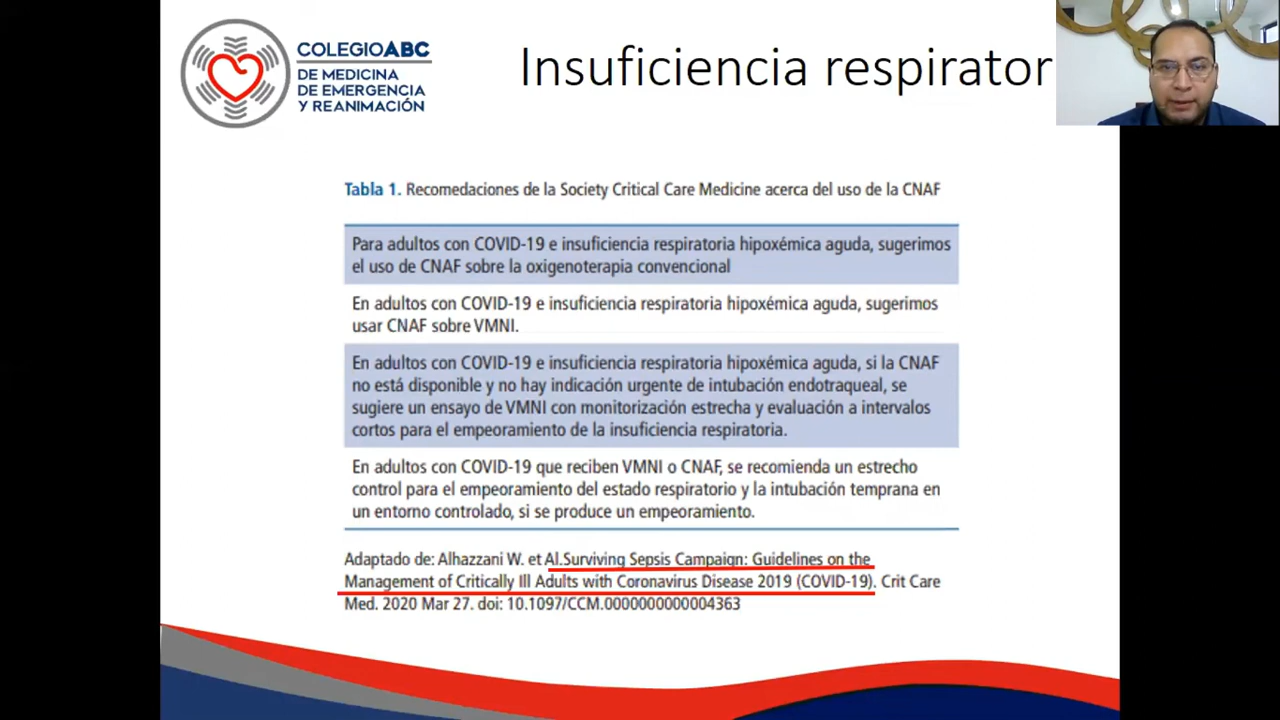 COLEGIOABC
DE MEDICINA
DE EMERGENCIA
Y REANIMACIÓN
Insuficiencia respirator
Tabla 1. Recomedaciones de la Society Critical Care Medicine acerca del uso de la CNAF
Para adultos con COVID-19 e insuficiencia respiratoria hipoxémica aguda, sugerimos
el uso de CNAF sobre la oxigenoterapia convencional
En adultos con COVID-19 e insuficiencia respiratoria hipoxémica aguda, sugerimos
usar CNAF sobre VMNI.
En adultos con COVID-19 e insuficiencia respiratoria hipoxémica aguda, si la CNAF
no está disponible y no hay indicación urgente de intubación endotraqueal, se
sugiere un ensayo de VMNI con monitorización estrecha y evaluación a intervalos
cortos para el empeoramiento de la insuficiencia respiratoria.
En adultos con COVID-19 que reciben VMNI o CNAF, se recomienda un estrecho
control para el empeoramiento del estado respiratorio y la intubación temprana en
un entorno controlado, si se produce un empeoramiento.
Adaptado de: Alhazzani W. et Al.Surviving Sepsis Campaign: Guidelines on the
Management of Critically Ill Adults with Coronavirus Disease 2019 (COVID-19). Crit Care
Med. 2020 Mar 27. doi: 10.1097/CCM.0000000000004363